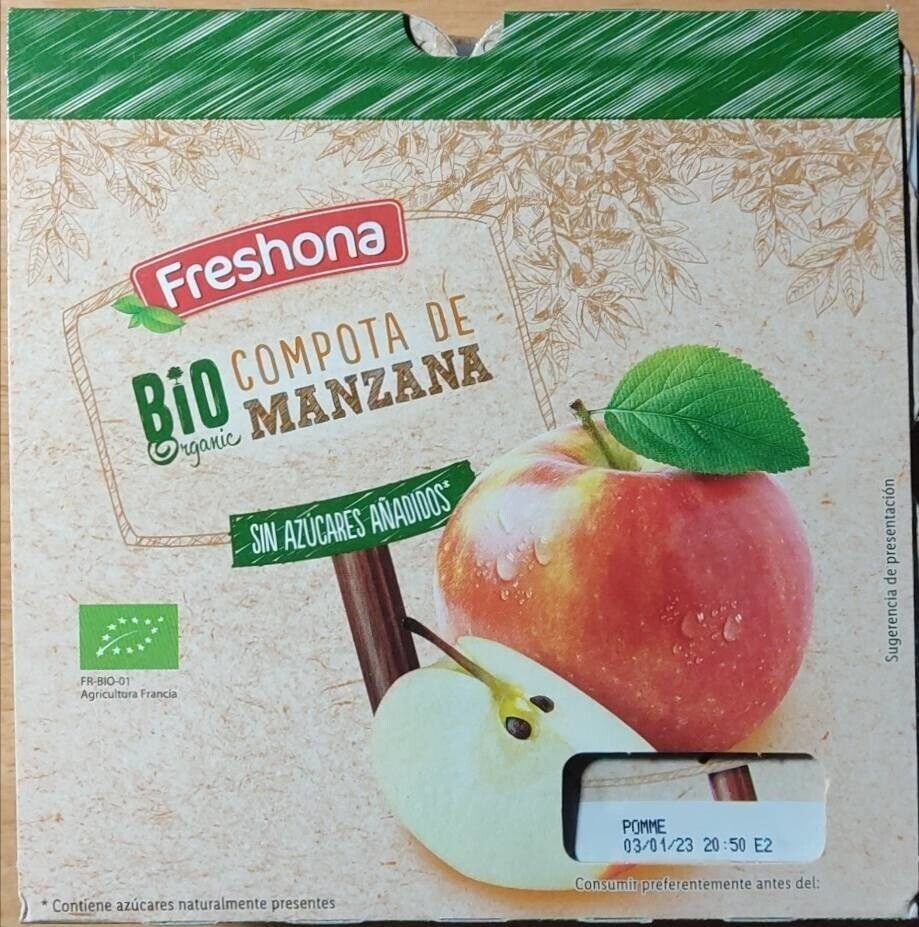 Freshona
BiO
Organic
COMPOTA DE
MANZANA
SIN AZÚCARES AÑADIDOS*
Sugerencia de presentación
FR-BIO-01
Agricultura Francia
POMME
03/01/23 20:50 E2
Consumir preferentemente antes del:
* Contiene azúcares naturalmente presentes